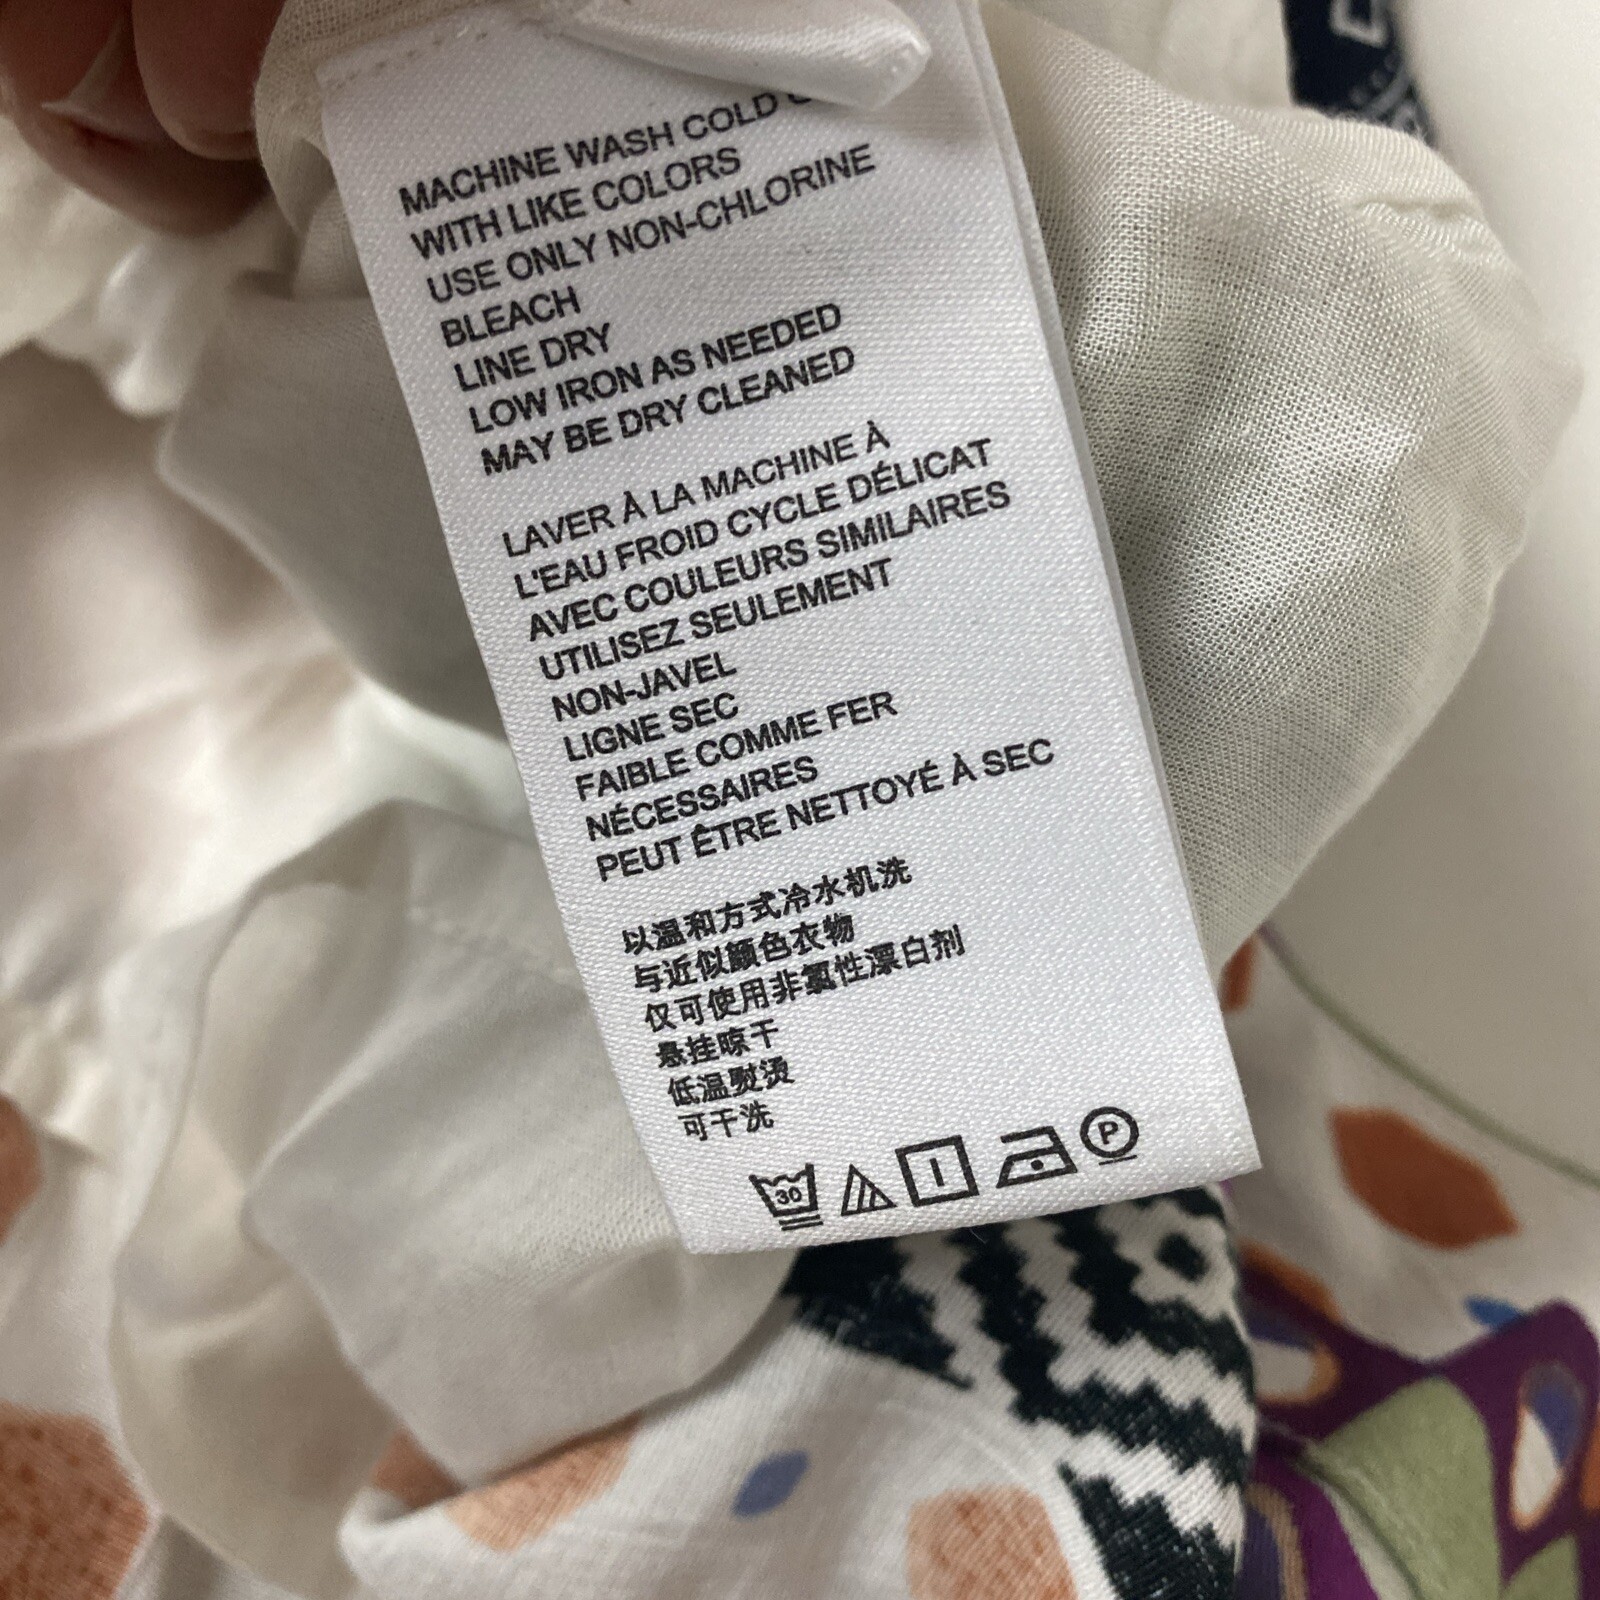 MACHINE WASH COLD
WITH LIKE COLORS
USE ONLY NON-CHLORINE
BLEACH
LINE DRY
LOW IRON AS NEEDED
MAY BE DRY CLEANED
LAVER À LA MACHINE À
L'EAU FROID CYCLE DÉLICAT
AVEC COULEURS SIMILAIRES
UTILISEZ SEULEMENT
NON-JAVEL
LIGNE SEC
FAIBLE COMME FER
NÉCESSAIRES
PEUT ÊTRE NETTOYÉ À SEC
以温和方式冷水机洗
与近似颜色衣物
仅可使用非氯性漂白剂
悬挂晾干
低温熨烫
可干洗
30 P